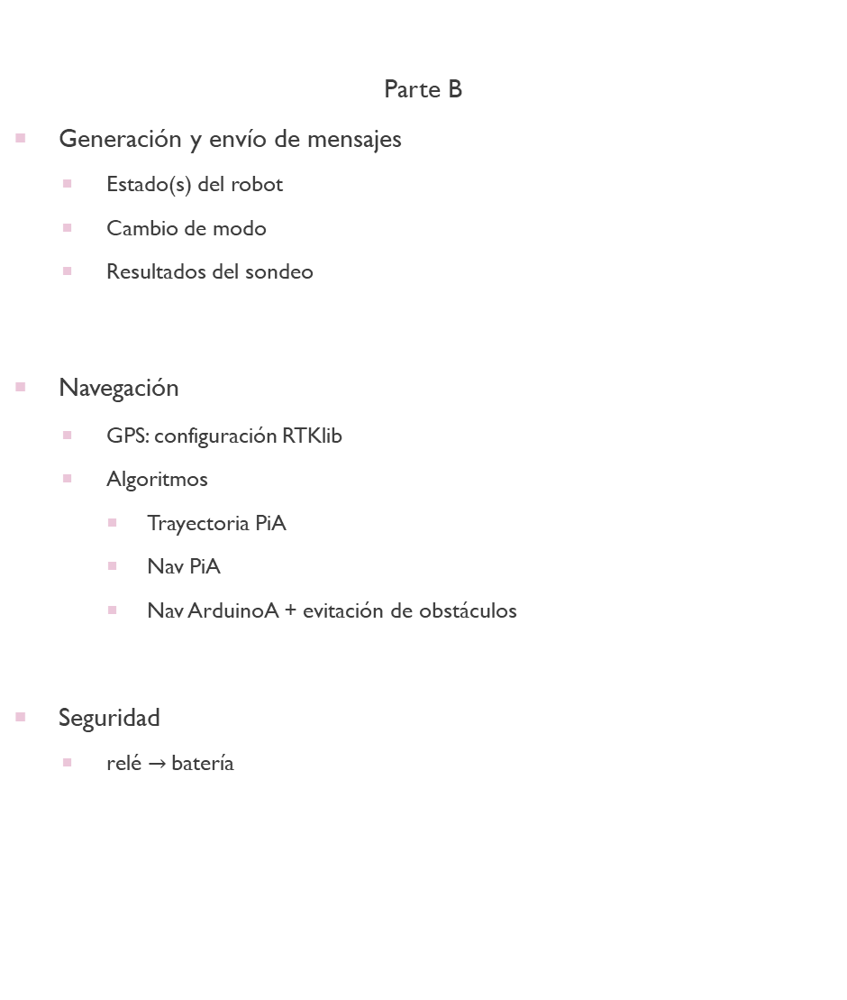 Parte B
Generación y envío de mensajes
Estado(s) del robot
Cambio de modo
Resultados del sondeo
Navegación
GPS: configuración RTKlib
Algoritmos
Trayectoria PiA
Nav PiA
Nav ArduinoA + evitación de obstáculos
Seguridad
relé → batería